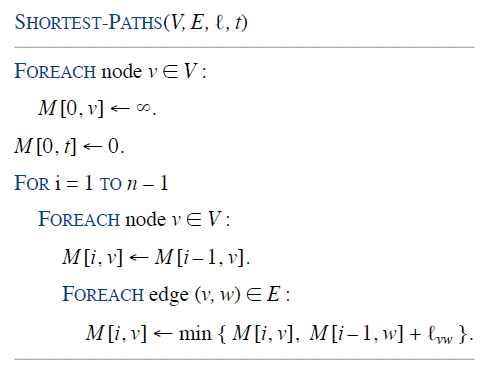 SHORTEST-PATHS(V, E, ℓ, t)
FOREACH node v ∈ V :
M [0, v] ← ∞.
M [0, t] ← 0.
FOR i = 1 TO n – 1
FOREACH node v ∈ V :
M [i, v] ← M [i – 1, v].
FOREACH edge (v, w) ∈ E :
M [i, v] ← min { M [i, v], M [i – 1, w] + ℓvw }.